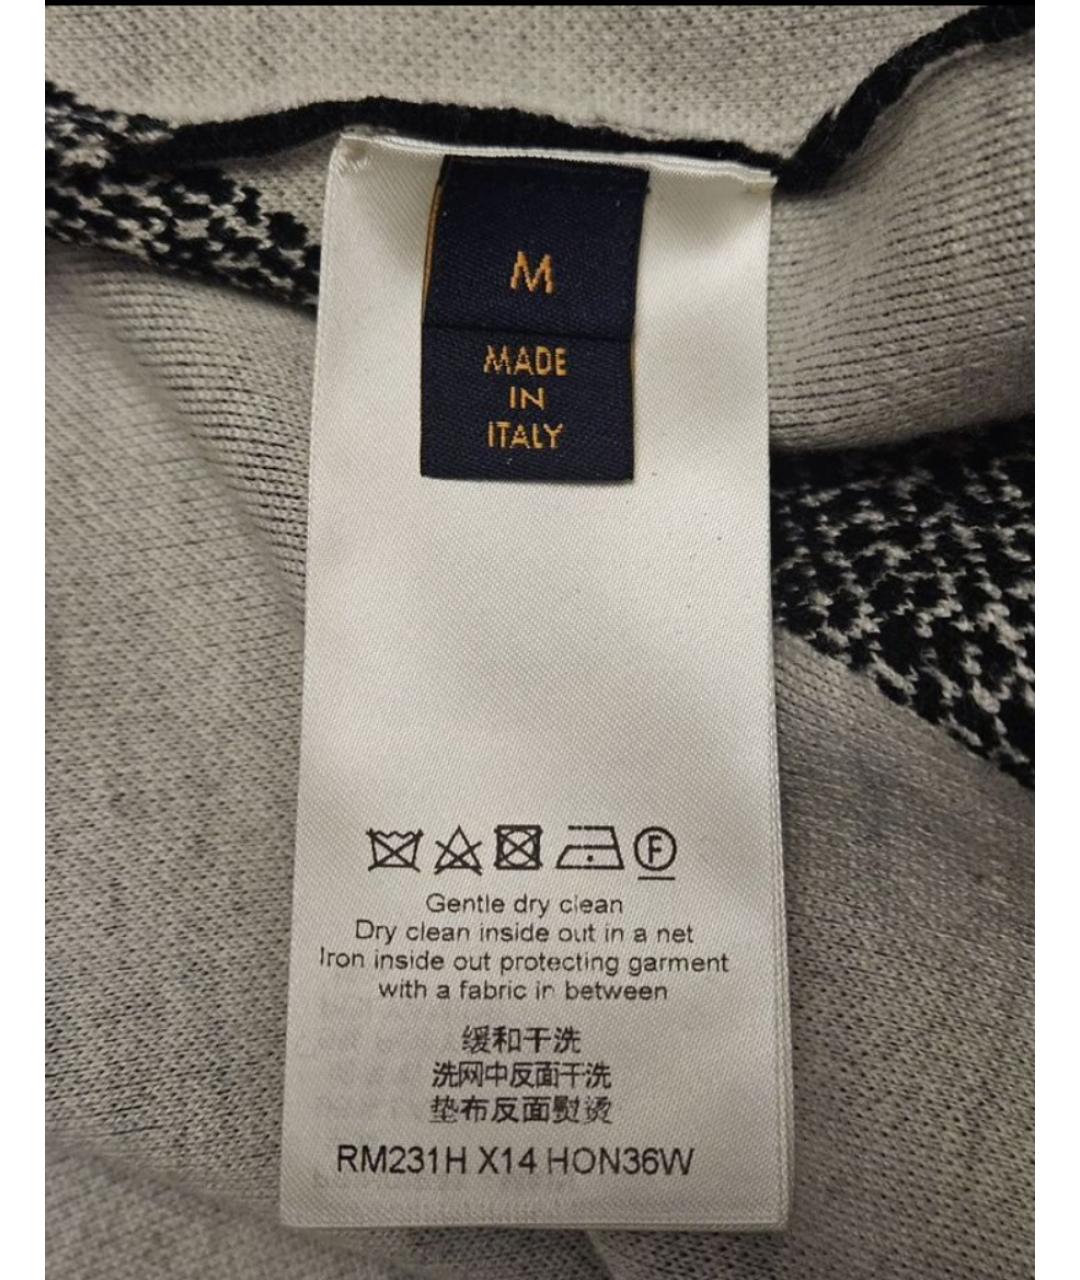 M
MADE
IN
ITALY
F
Gentle dry clean
Dry clean inside out in a net
Iron inside out protecting garment
with a fabric in between
缓和干洗
洗网中反面干洗
垫布反面熨烫
RM231H X14 HON36W